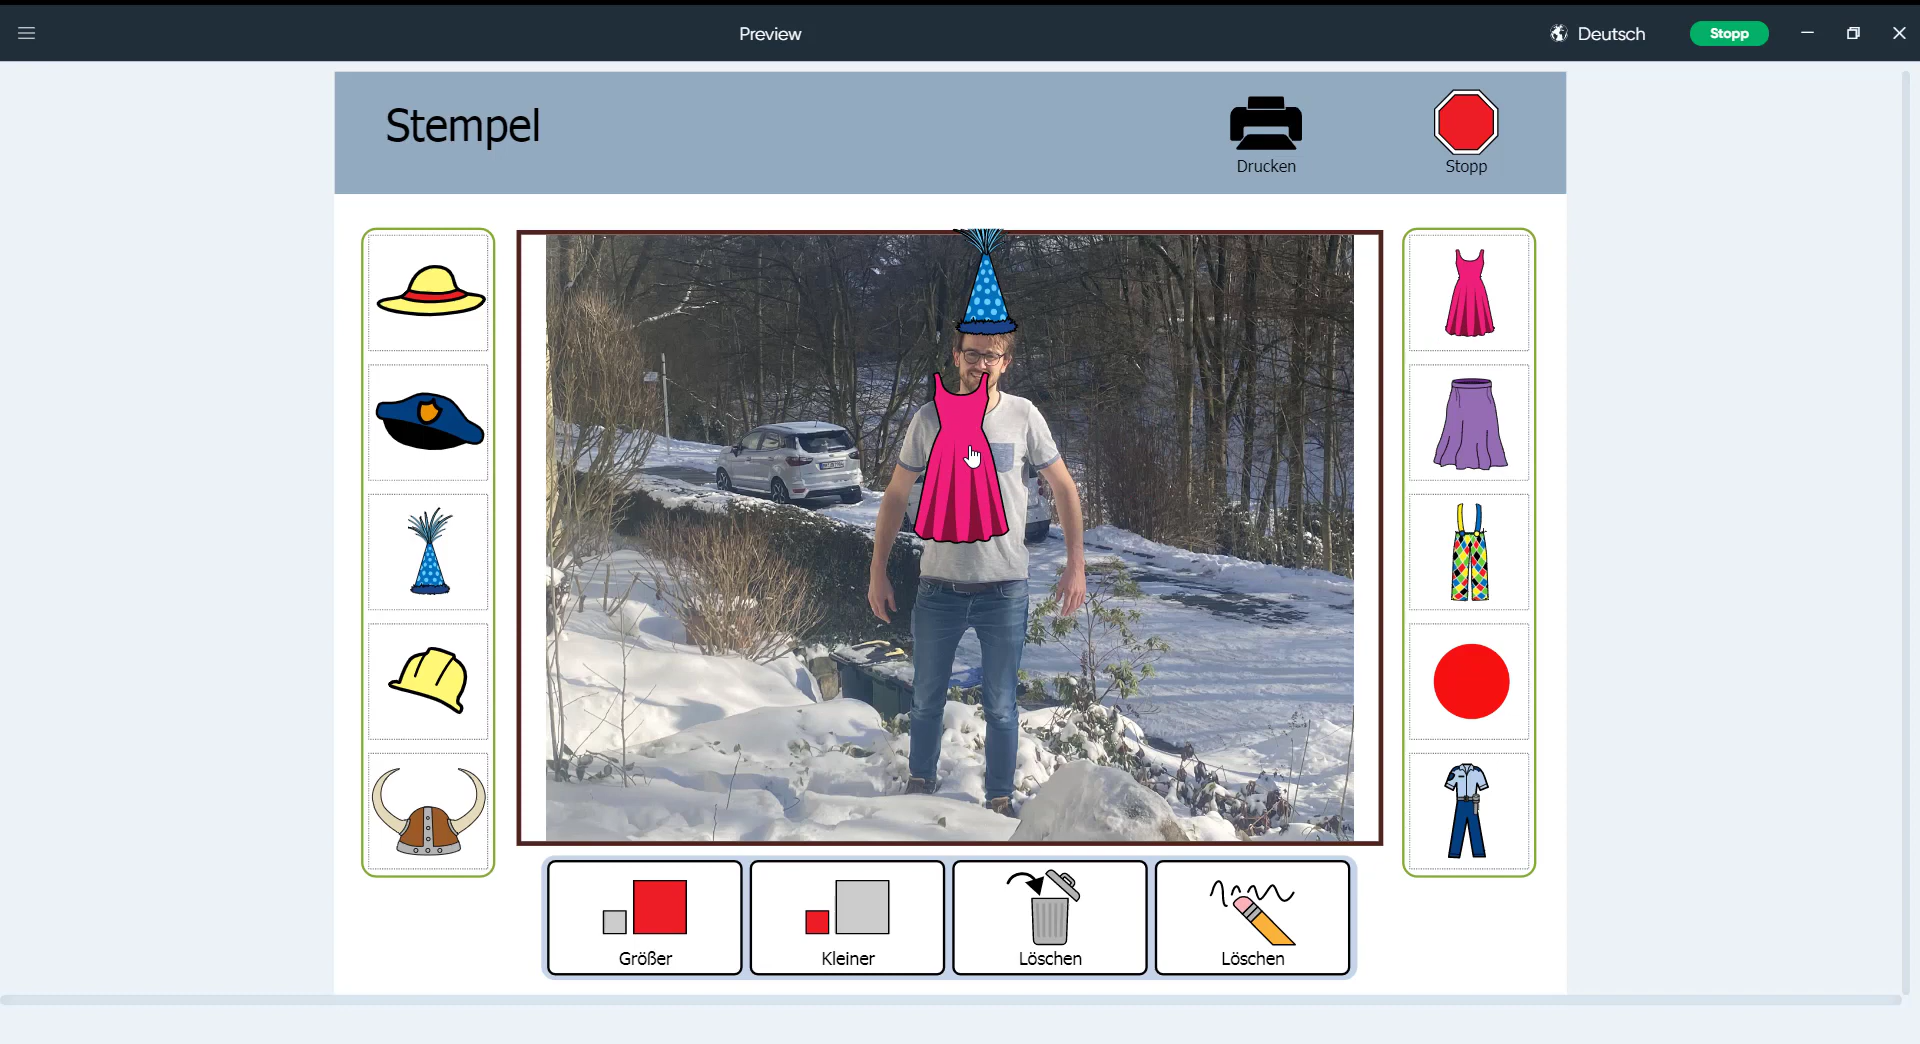 Preview
Deutsch
Stopp
Stempel
Drucken
Stopp
Größer
Kleiner
Löschen
Löschen